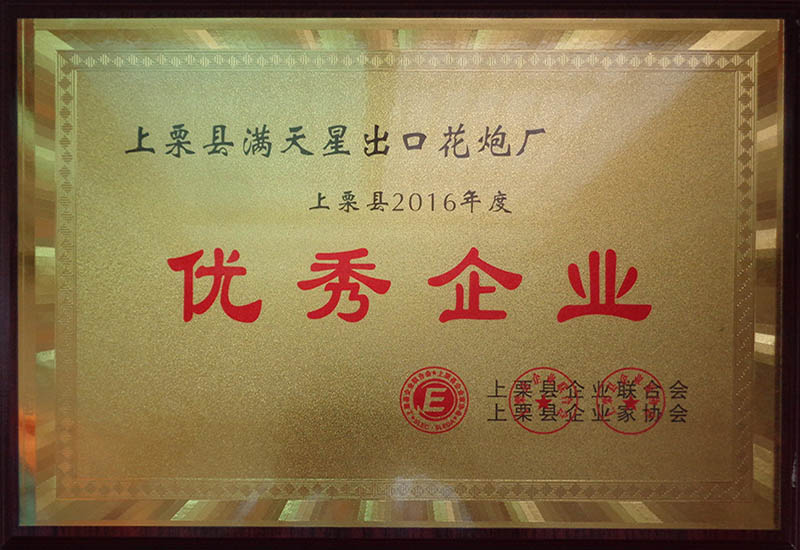 上栗县满天星出口花炮厂
上栗县2016年度
优秀企业
上栗县企业联合会
上栗县企业家协会
E